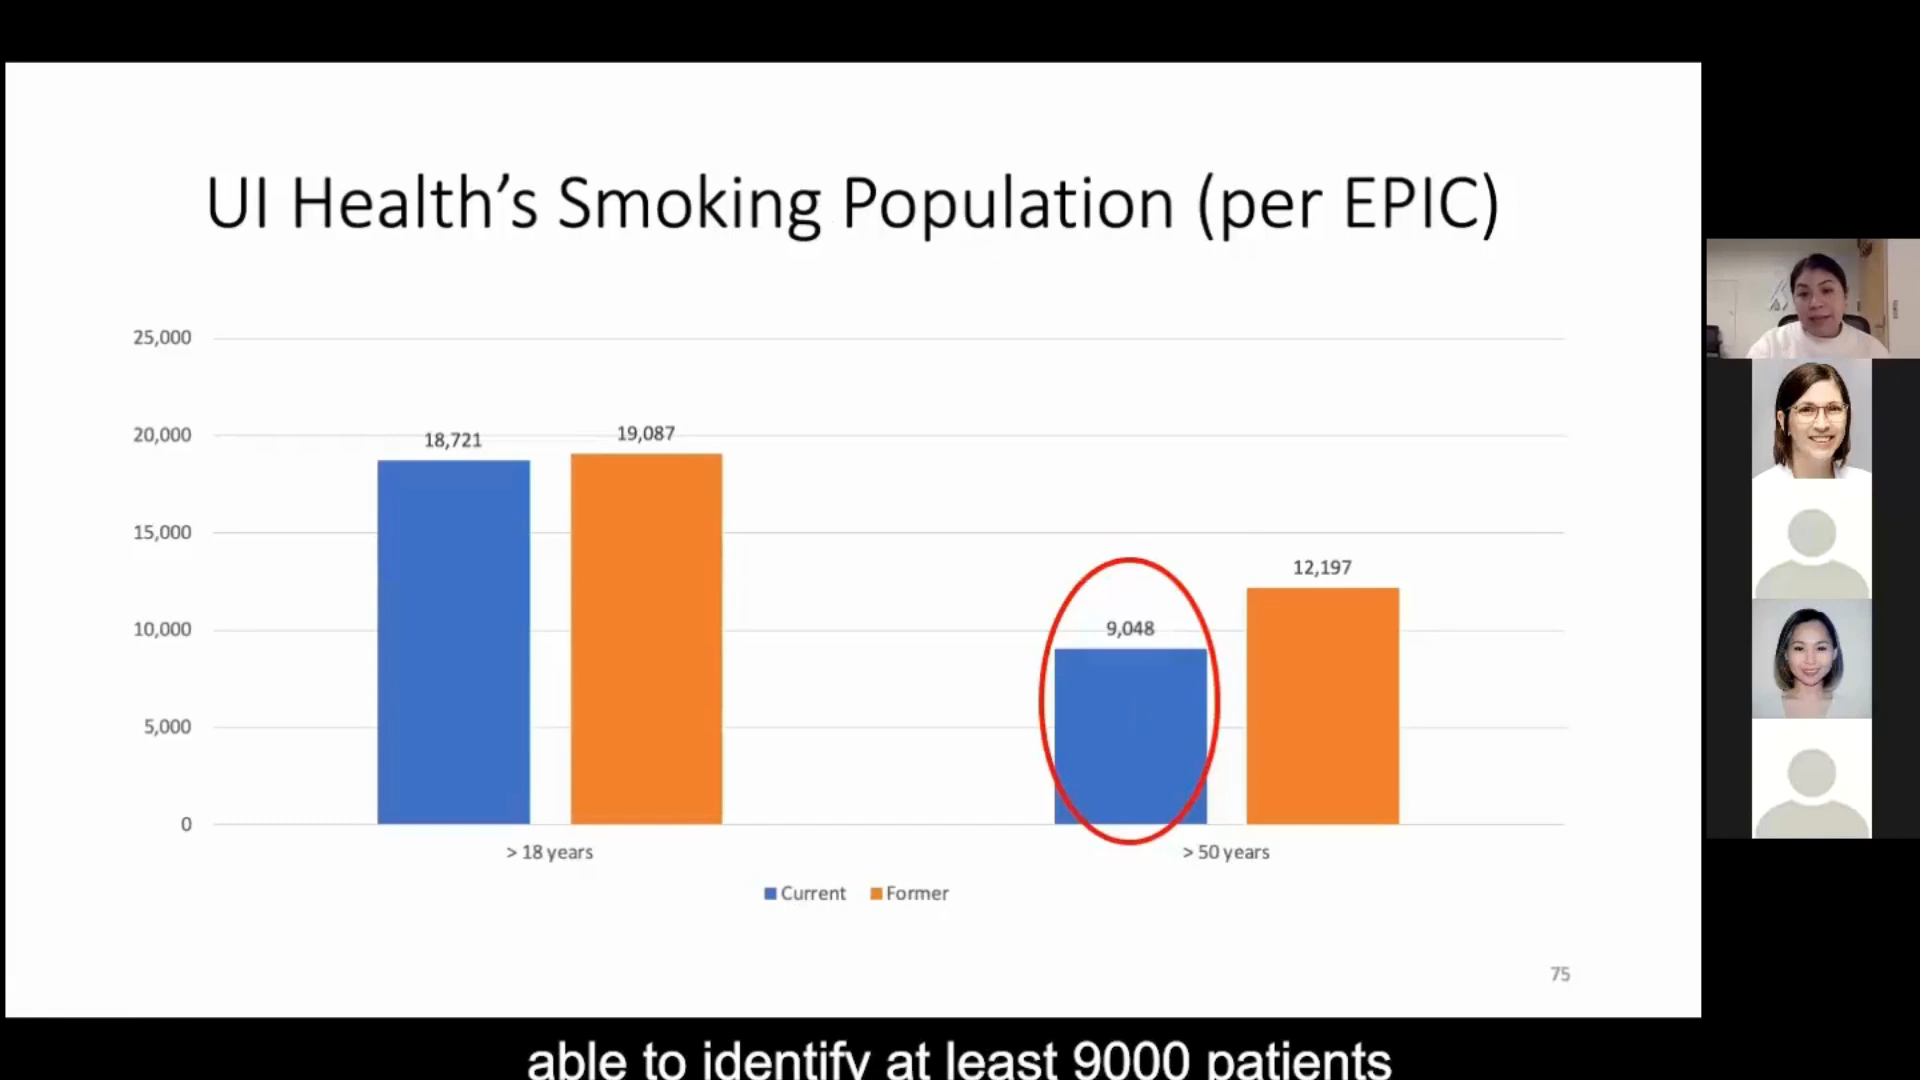 UI Health's Smoking Population (per EPIC)
25,000
20,000
15,000
10,000
5,000
0
18,721
19,087
9,048
12,197
> 18 years
> 50 years
Current
Former
75
able to identify at least 9000 patients